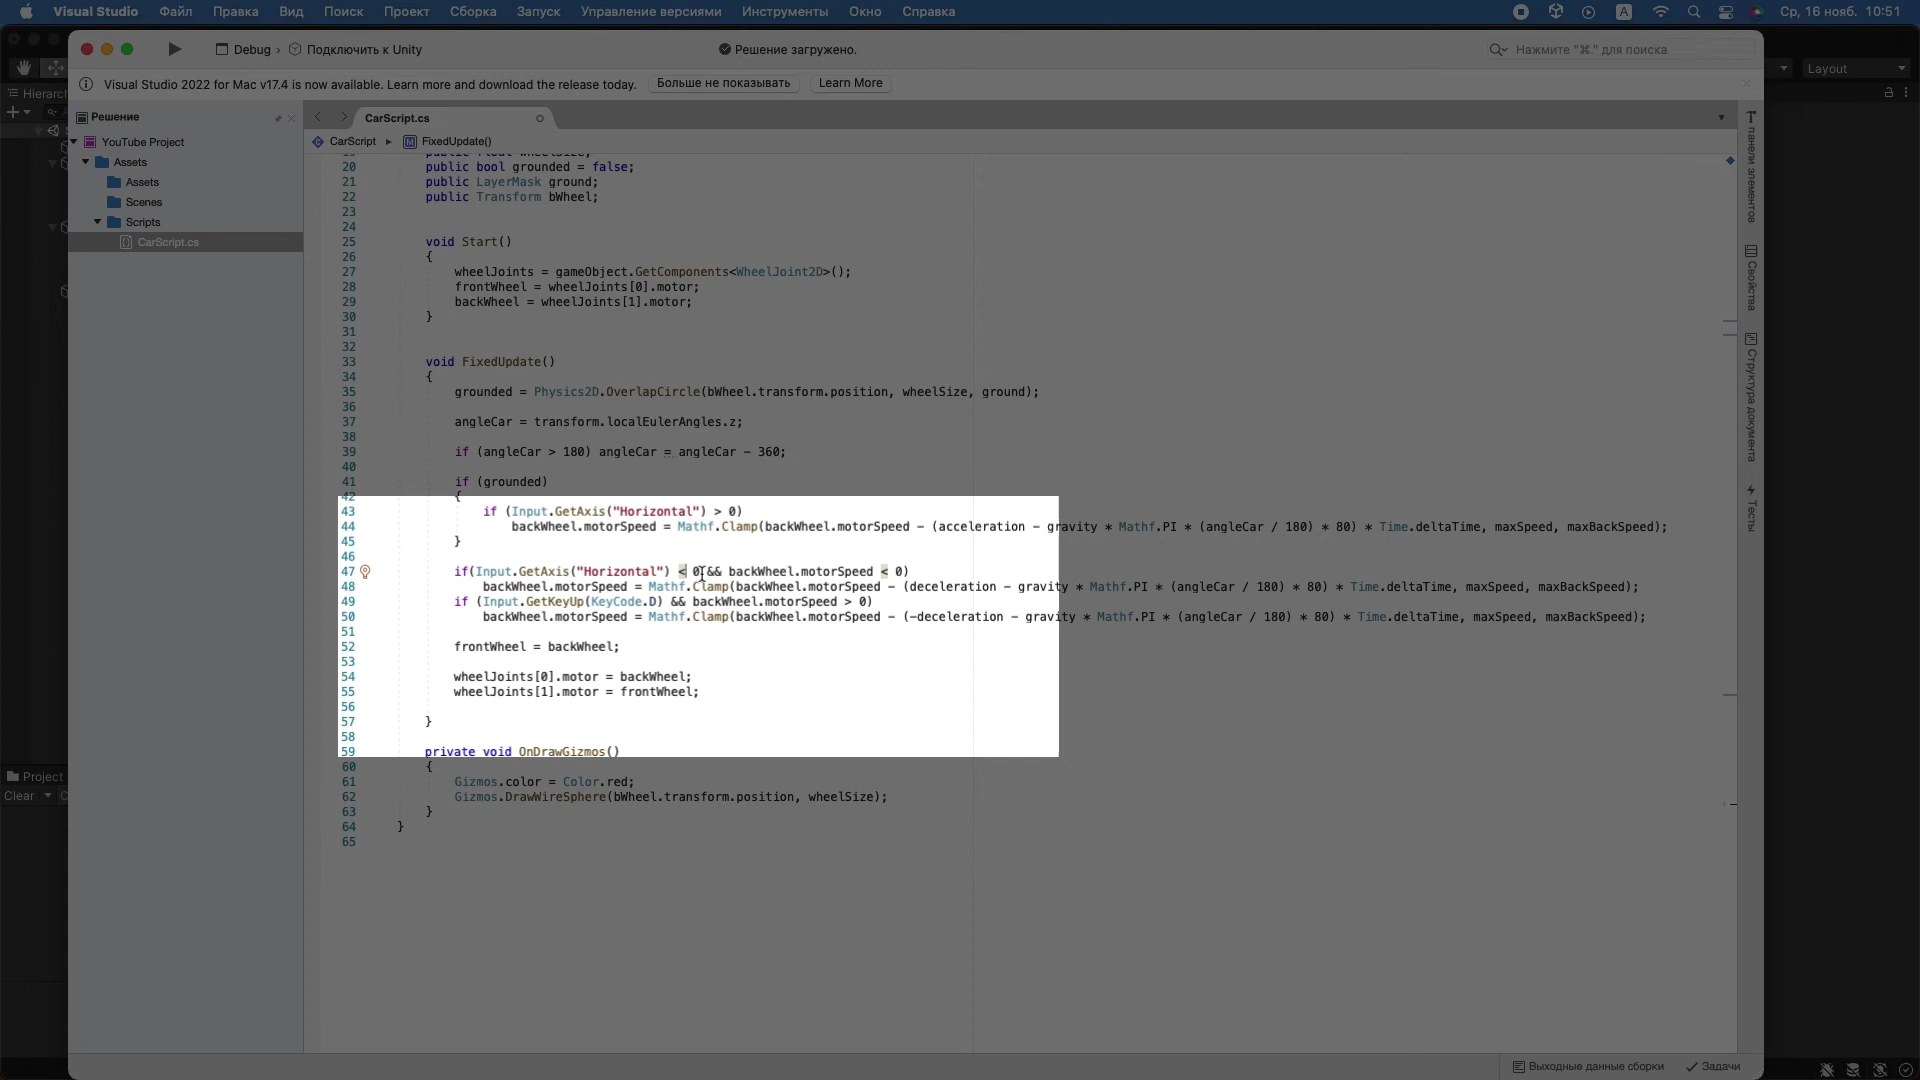 Visual Studio Файл Правка Вид Поиск Проект Сборка Запуск Управление версиями Инструменты Окно Справка A Ср, 16 нояб. 10:51
Debug › Подключить к Unity Решение загружено. Нажмите "⌘." для поиска
Layout
Visual Studio 2022 for Mac v17.4 is now available. Learn more and download the release today. Больше не показывать Learn More
Hierarch
Решение
CarScript.cs
YouTube Project
CarScript ▸ FixedUpdate()
Assets
Assets
Scenes
Scripts
CarScript.cs
19 public float wheelSize;
20 public bool grounded = false;
21 public LayerMask ground;
22 public Transform bWheel;
23
24
25 void Start()
26 {
27 wheelJoints = gameObject.GetComponents<WheelJoint2D>();
28 frontWheel = wheelJoints[0].motor;
29 backWheel = wheelJoints[1].motor;
30 }
31
32
33 void FixedUpdate()
34 {
35 grounded = Physics2D.OverlapCircle(bWheel.transform.position, wheelSize, ground);
36
37 angleCar = transform.localEulerAngles.z;
38
39 if (angleCar > 180) angleCar = angleCar - 360;
40
41 if (grounded)
42 {
43 if (Input.GetAxis("Horizontal") > 0)
44 backWheel.motorSpeed = Mathf.Clamp(backWheel.motorSpeed - (acceleration - gravity * Mathf.PI * (angleCar / 180) * 80) * Time.deltaTime, maxSpeed, maxBackSpeed);
45 }
46
47 if(Input.GetAxis("Horizontal") < 0 && backWheel.motorSpeed < 0)
48 backWheel.motorSpeed = Mathf.Clamp(backWheel.motorSpeed - (deceleration - gravity * Mathf.PI * (angleCar / 180) * 80) * Time.deltaTime, maxSpeed, maxBackSpeed);
49 if (Input.GetKeyUp(KeyCode.D) && backWheel.motorSpeed > 0)
50 backWheel.motorSpeed = Mathf.Clamp(backWheel.motorSpeed - (-deceleration - gravity * Mathf.PI * (angleCar / 180) * 80) * Time.deltaTime, maxSpeed, maxBackSpeed);
51
52 frontWheel = backWheel;
53
54 wheelJoints[0].motor = backWheel;
55 wheelJoints[1].motor = frontWheel;
56
57 }
58
59 private void OnDrawGizmos()
60 {
61 Gizmos.color = Color.red;
62 Gizmos.DrawWireSphere(bWheel.transform.position, wheelSize);
63 }
64 }
65
панели элементов
Свойства
Структура документа
Тесты
Project
Clear
Выходные данные сборки Задачи